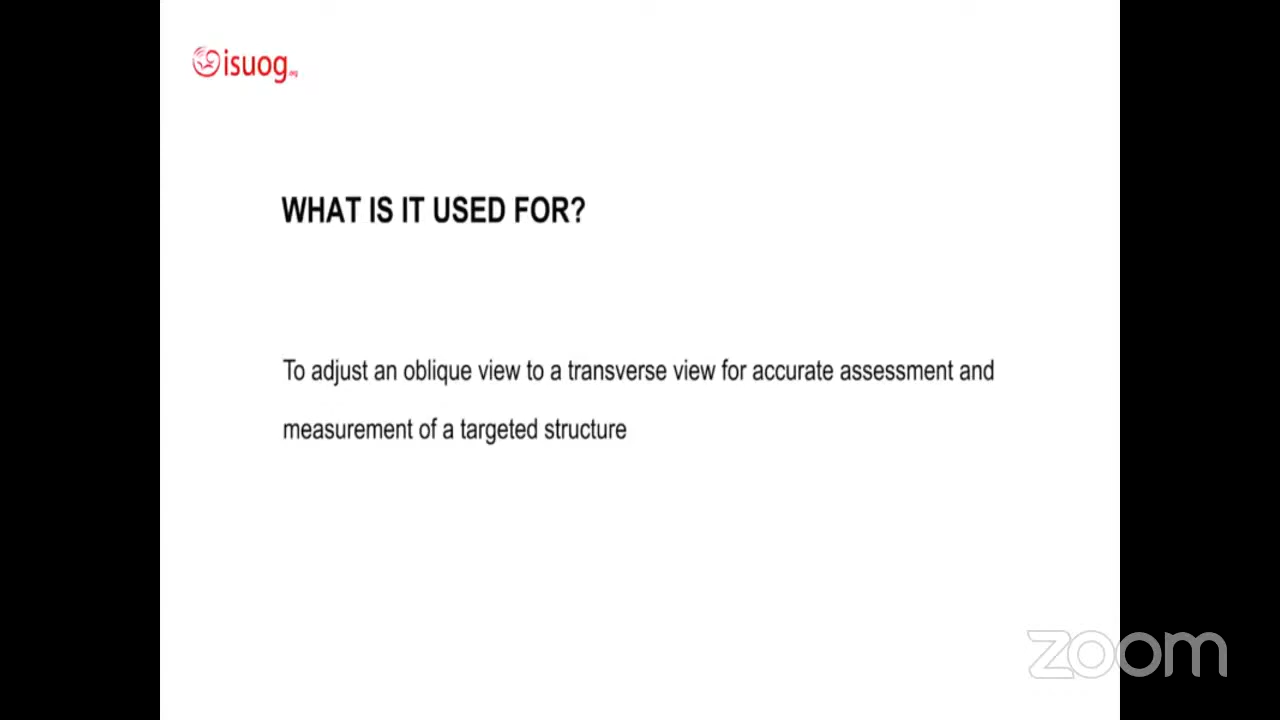 isuog.org
WHAT IS IT USED FOR?
To adjust an oblique view to a transverse view for accurate assessment and
measurement of a targeted structure
zoom